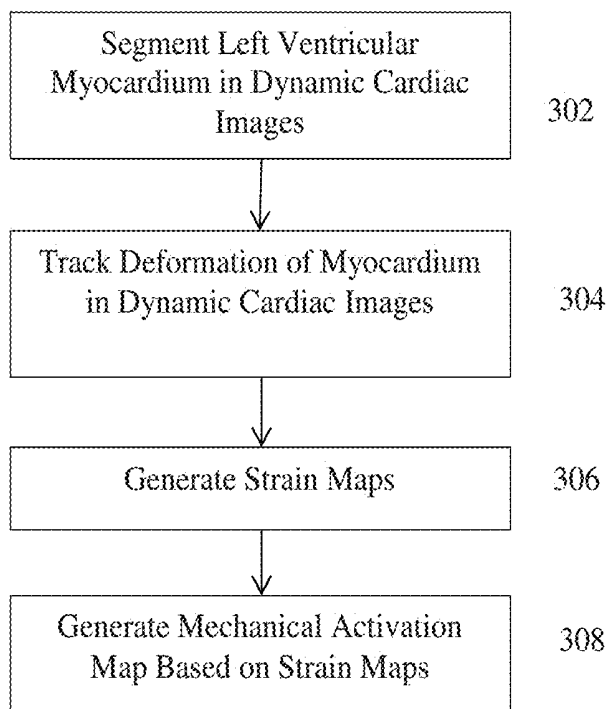 Segment Left Ventricular
Myocardium in Dynamic Cardiac
Images
302
Track Deformation of Myocardium
in Dynamic Cardiac Images
304
Generate Strain Maps
306
Generate Mechanical Activation
Map Based on Strain Maps
308